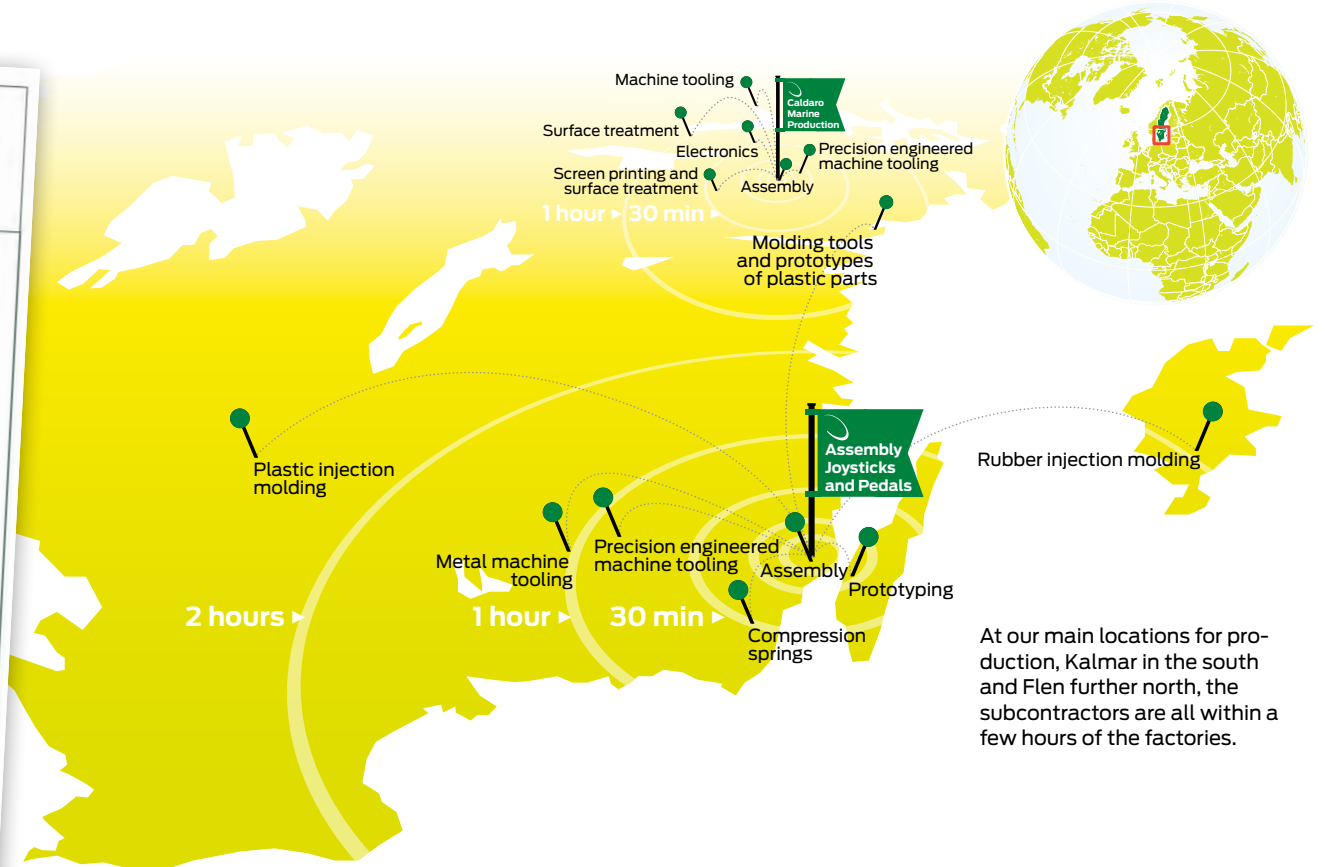 Machine tooling
Caldaro
Marine
Production
Surface treatment
Electronics
Precision engineered
machine tooling
Screen printing and
surface treatment
Assembly
1 hour ▸ 30 min ▸
Molding tools
and prototypes
of plastic parts
Assembly
Joysticks
and Pedals
Plastic injection
molding
Rubber injection molding
Metal machine
tooling
Precision engineered
machine tooling
Assembly
Prototyping
2 hours ▸
1 hour ▸
30 min ▸
Compression
springs
At our main locations for pro-
duction, Kalmar in the south
and Flen further north, the
subcontractors are all within a
few hours of the factories.